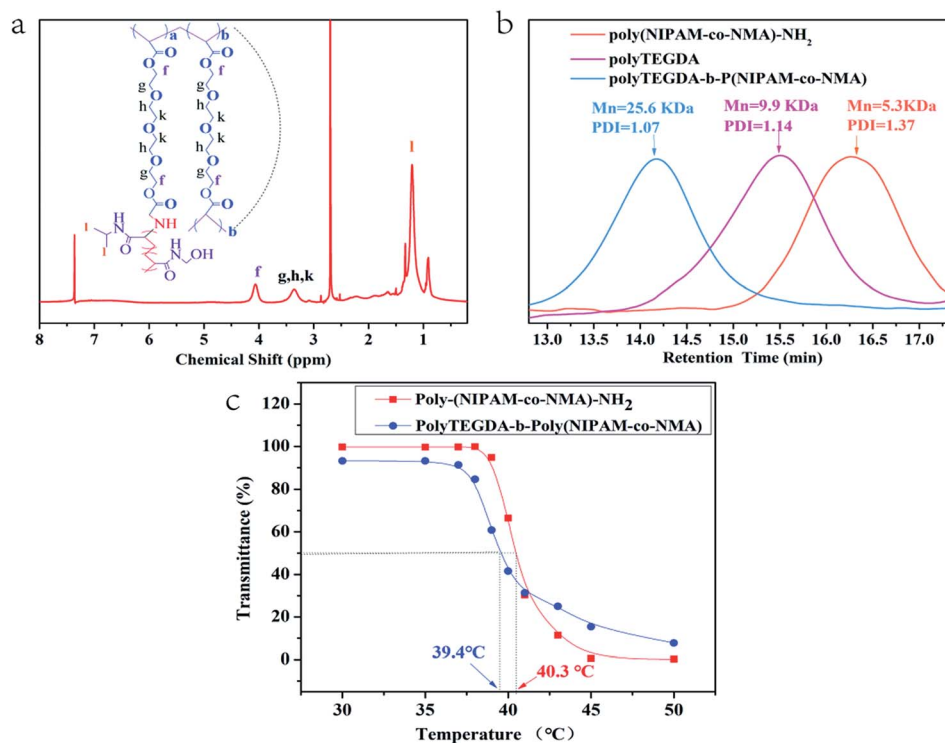 a
a
b
O
O
O
O
f
f
g
g
O
O
h
k
h
k
O
O
h
k
h
k
O
O
g
f
g
f
O
O
O
O
b
l
H
N
NH
O
l
H
N
OH
O
l
f
g,h,k
8
7
6
5
4
3
2
1
Chemical Shift (ppm)
b
poly(NIPAM-co-NMA)-NH2
polyTEGDA
polyTEGDA-b-P(NIPAM-co-NMA)
Mn=25.6 KDa
PDI=1.07
Mn=9.9 KDa
PDI=1.14
Mn=5.3KDa
PDI=1.37
13.0 13.5 14.0 14.5 15.0 15.5 16.0 16.5 17.0
Retention Time (min)
c
Poly-(NIPAM-co-NMA)-NH2
PolyTEGDA-b-Poly(NIPAM-co-NMA)
120
100
80
60
40
20
0
Transmittance (%)
39.4°C
40.3 °C
30 35 40 45 50
Temperature (°C)